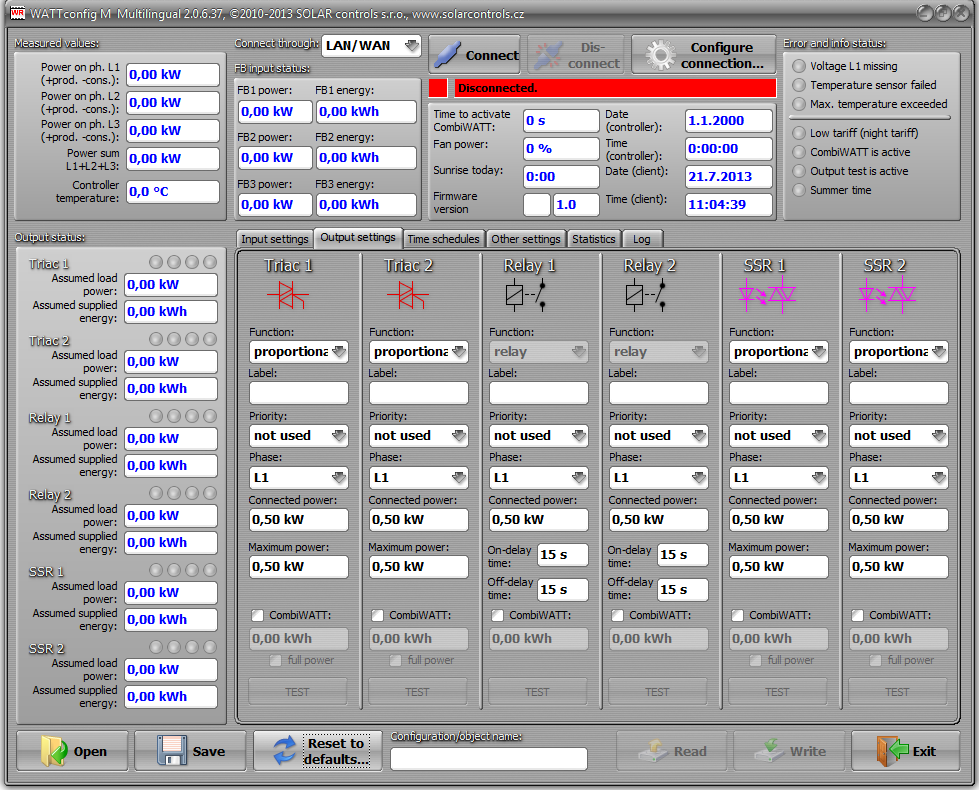 WATTconfig M Multilingual 2.0.6.37, ©2010-2013 SOLAR controls s.r.o., www.solarcontrols.cz
Measured values:
Power on ph. L1
(+prod. -cons.):
0,00 kW
Power on ph. L2
(+prod. -cons.):
0,00 kW
Power on ph. L3
(+prod. -cons.):
0,00 kW
Power sum
L1+L2+L3:
0,00 kW
Controller
temperature:
0,0 °C
Connect through:
LAN/WAN
FB input status:
FB1 power: FB1 energy:
0,00 kW 0,00 kWh
FB2 power: FB2 energy:
0,00 kW 0,00 kWh
FB3 power: FB3 energy:
0,00 kW 0,00 kWh
Connect
Dis-
connect
Configure
connection...
Disconnected.
Time to activate
CombiWATT:
0 s
Fan power:
0 %
Sunrise today:
0:00
Firmware
version
1.0
Date
(controller):
1.1.2000
Time
(controller):
0:00:00
Date (client):
21.7.2013
Time (client):
11:04:39
Error and info status:
Voltage L1 missing
Temperature sensor failed
Max. temperature exceeded
Low tariff (night tariff)
CombiWATT is active
Output test is active
Summer time
Output status:
Triac 1
Assumed load
power:
0,00 kW
Assumed supplied
energy:
0,00 kWh
Triac 2
Assumed load
power:
0,00 kW
Assumed supplied
energy:
0,00 kWh
Relay 1
Assumed load
power:
0,00 kW
Assumed supplied
energy:
0,00 kWh
Relay 2
Assumed load
power:
0,00 kW
Assumed supplied
energy:
0,00 kWh
SSR 1
Assumed load
power:
0,00 kW
Assumed supplied
energy:
0,00 kWh
SSR 2
Assumed load
power:
0,00 kW
Assumed supplied
energy:
0,00 kWh
Input settings Output settings Time schedules Other settings Statistics Log
Triac 1
Function:
proportiona
Label:
Priority:
not used
Phase:
L1
Connected power:
0,50 kW
Maximum power:
0,50 kW
CombiWATT:
0,00 kWh
full power
TEST
Triac 2
Function:
proportiona
Label:
Priority:
not used
Phase:
L1
Connected power:
0,50 kW
Maximum power:
0,50 kW
CombiWATT:
0,00 kWh
full power
TEST
Relay 1
Function:
relay
Label:
Priority:
not used
Phase:
L1
Connected power:
0,50 kW
On-delay
time:
15 s
Off-delay
time:
15 s
CombiWATT:
0,00 kWh
TEST
Relay 2
Function:
relay
Label:
Priority:
not used
Phase:
L1
Connected power:
0,50 kW
On-delay
time:
15 s
Off-delay
time:
15 s
CombiWATT:
0,00 kWh
TEST
SSR 1
Function:
proportiona
Label:
Priority:
not used
Phase:
L1
Connected power:
0,50 kW
Maximum power:
0,50 kW
CombiWATT:
0,00 kWh
full power
TEST
SSR 2
Function:
proportiona
Label:
Priority:
not used
Phase:
L1
Connected power:
0,50 kW
Maximum power:
0,50 kW
CombiWATT:
0,00 kWh
full power
TEST
Open
Save
Reset to
defaults...
Configuration/object name:
Read
Write
Exit